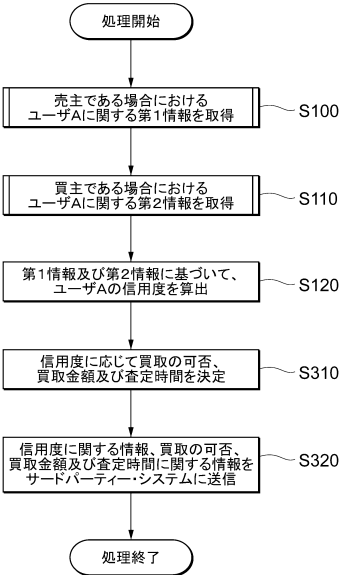 処理開始
売主である場合における
ユーザAに関する第1情報を取得
S100
買主である場合における
ユーザAに関する第2情報を取得
S110
第1情報及び第2情報に基づいて、
ユーザAの信用度を算出
S120
信用度に応じて買取の可否、
買取金額及び査定時間を決定
S310
信用度に関する情報、買取の可否、
買取金額及び査定時間に関する情報を
サードパーティー・システムに送信
S320
処理終了